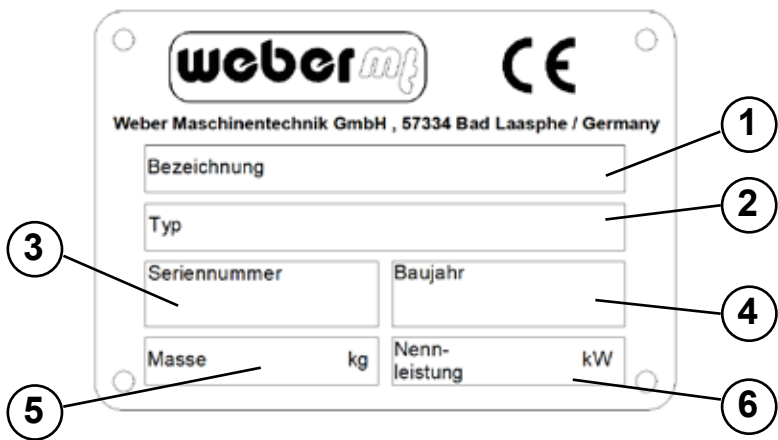 weber mt CE
Weber Maschinentechnik GmbH , 57334 Bad Laasphe / Germany
1
Bezeichnung
2
Typ
3
Seriennummer Baujahr
4
Masse kg Nenn-
leistung kW
5
6